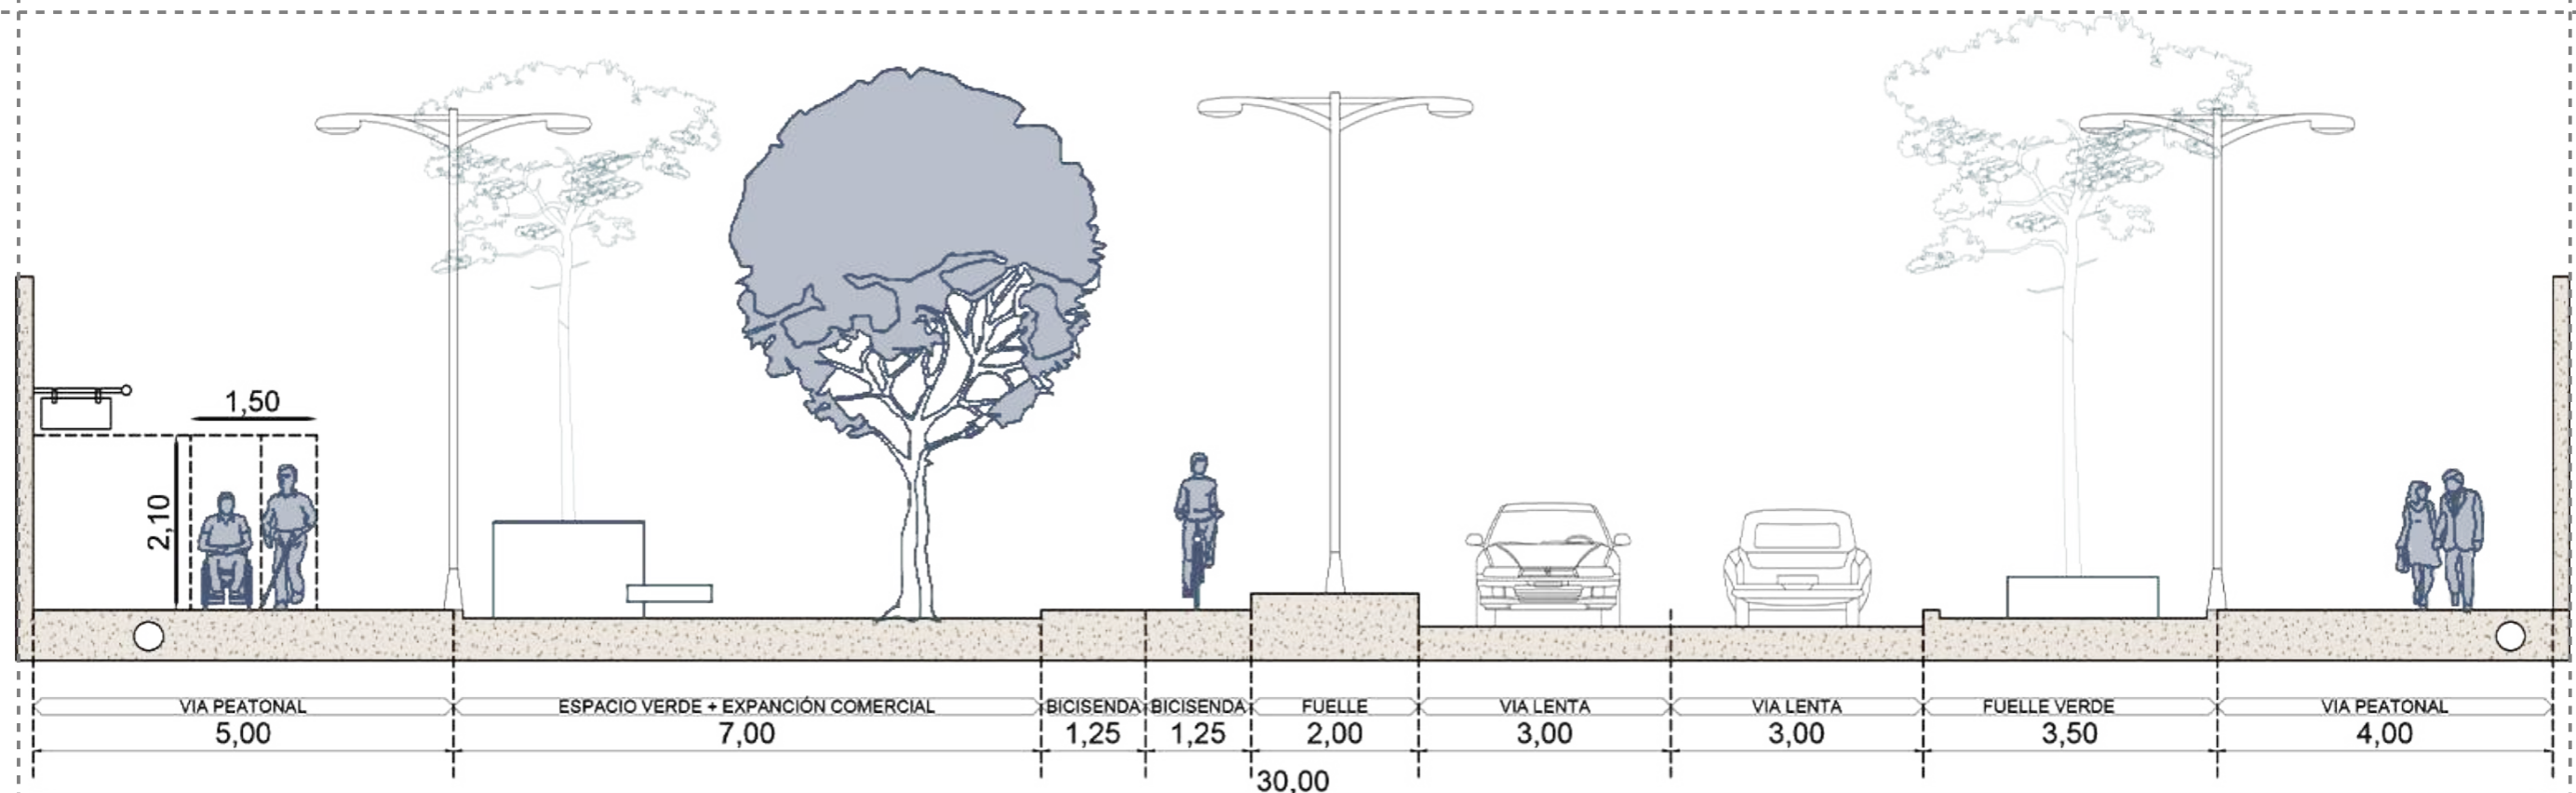 1,50
2,10
VIA PEATONAL
5,00
ESPACIO VERDE + EXPANCIÓN COMERCIAL
7,00
BICISENDA
1,25
BICISENDA
1,25
FUELLE
2,00
VIA LENTA
3,00
VIA LENTA
3,00
FUELLE VERDE
3,50
VIA PEATONAL
4,00
30,00